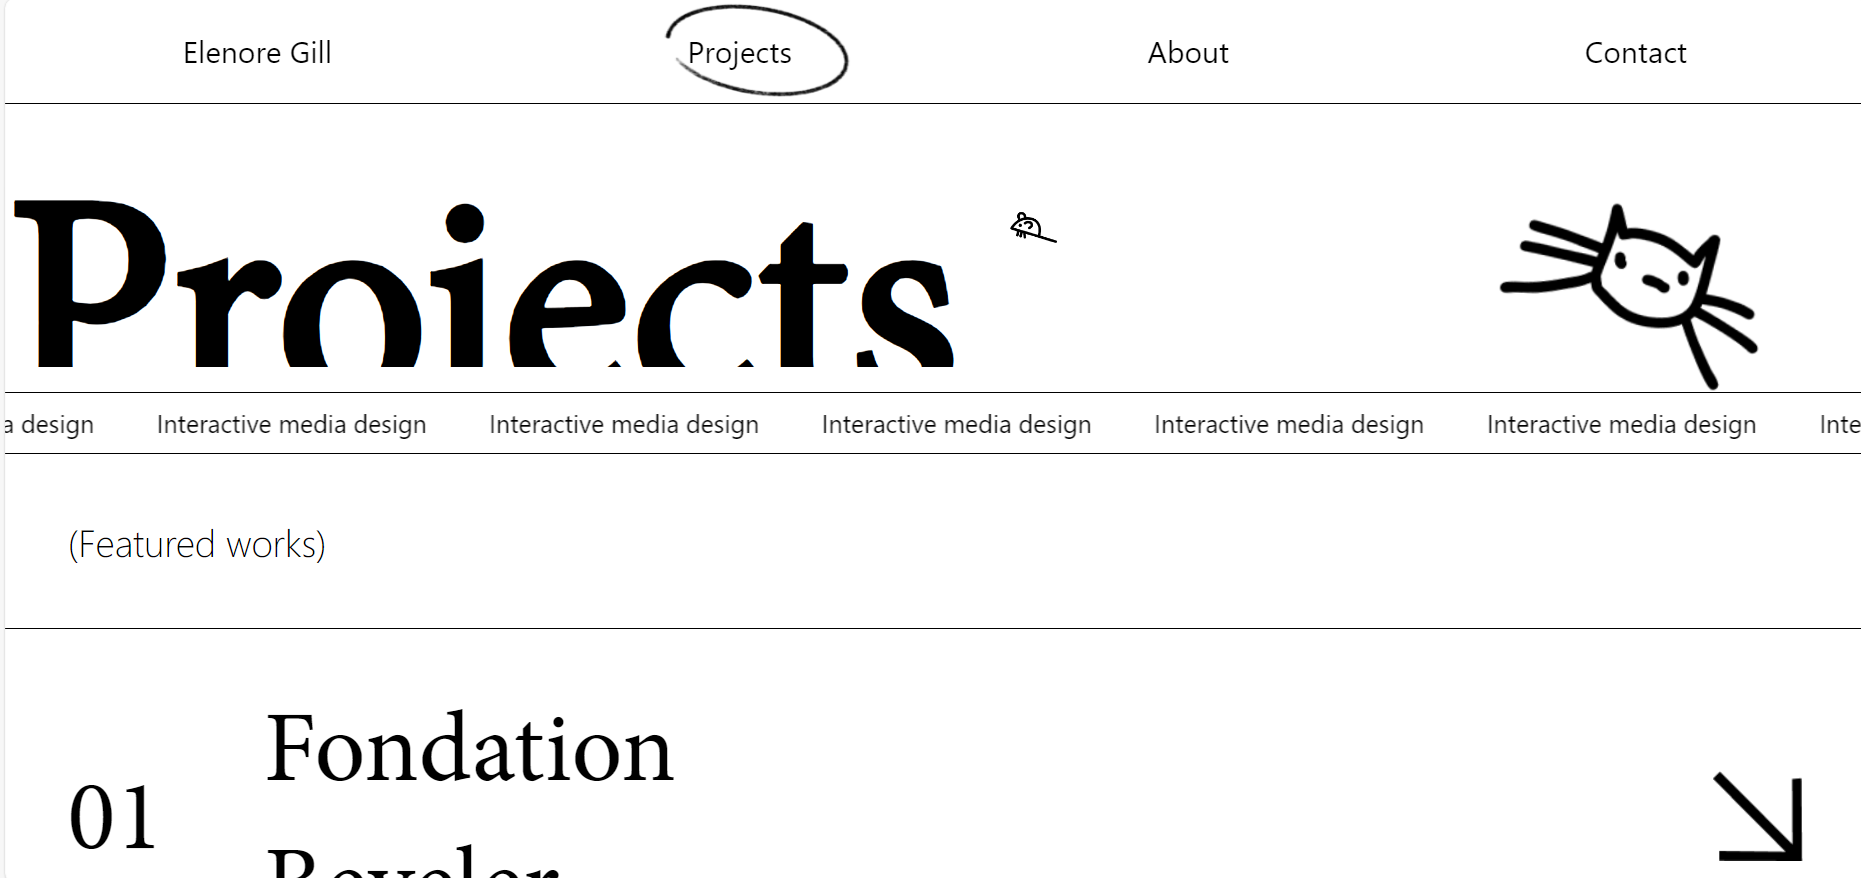 Elenore Gill Projects About Contact
Projects
a design Interactive media design Interactive media design Interactive media design Interactive media design Interactive media design Inte
(Featured works)
01 Fondation
Beyeler